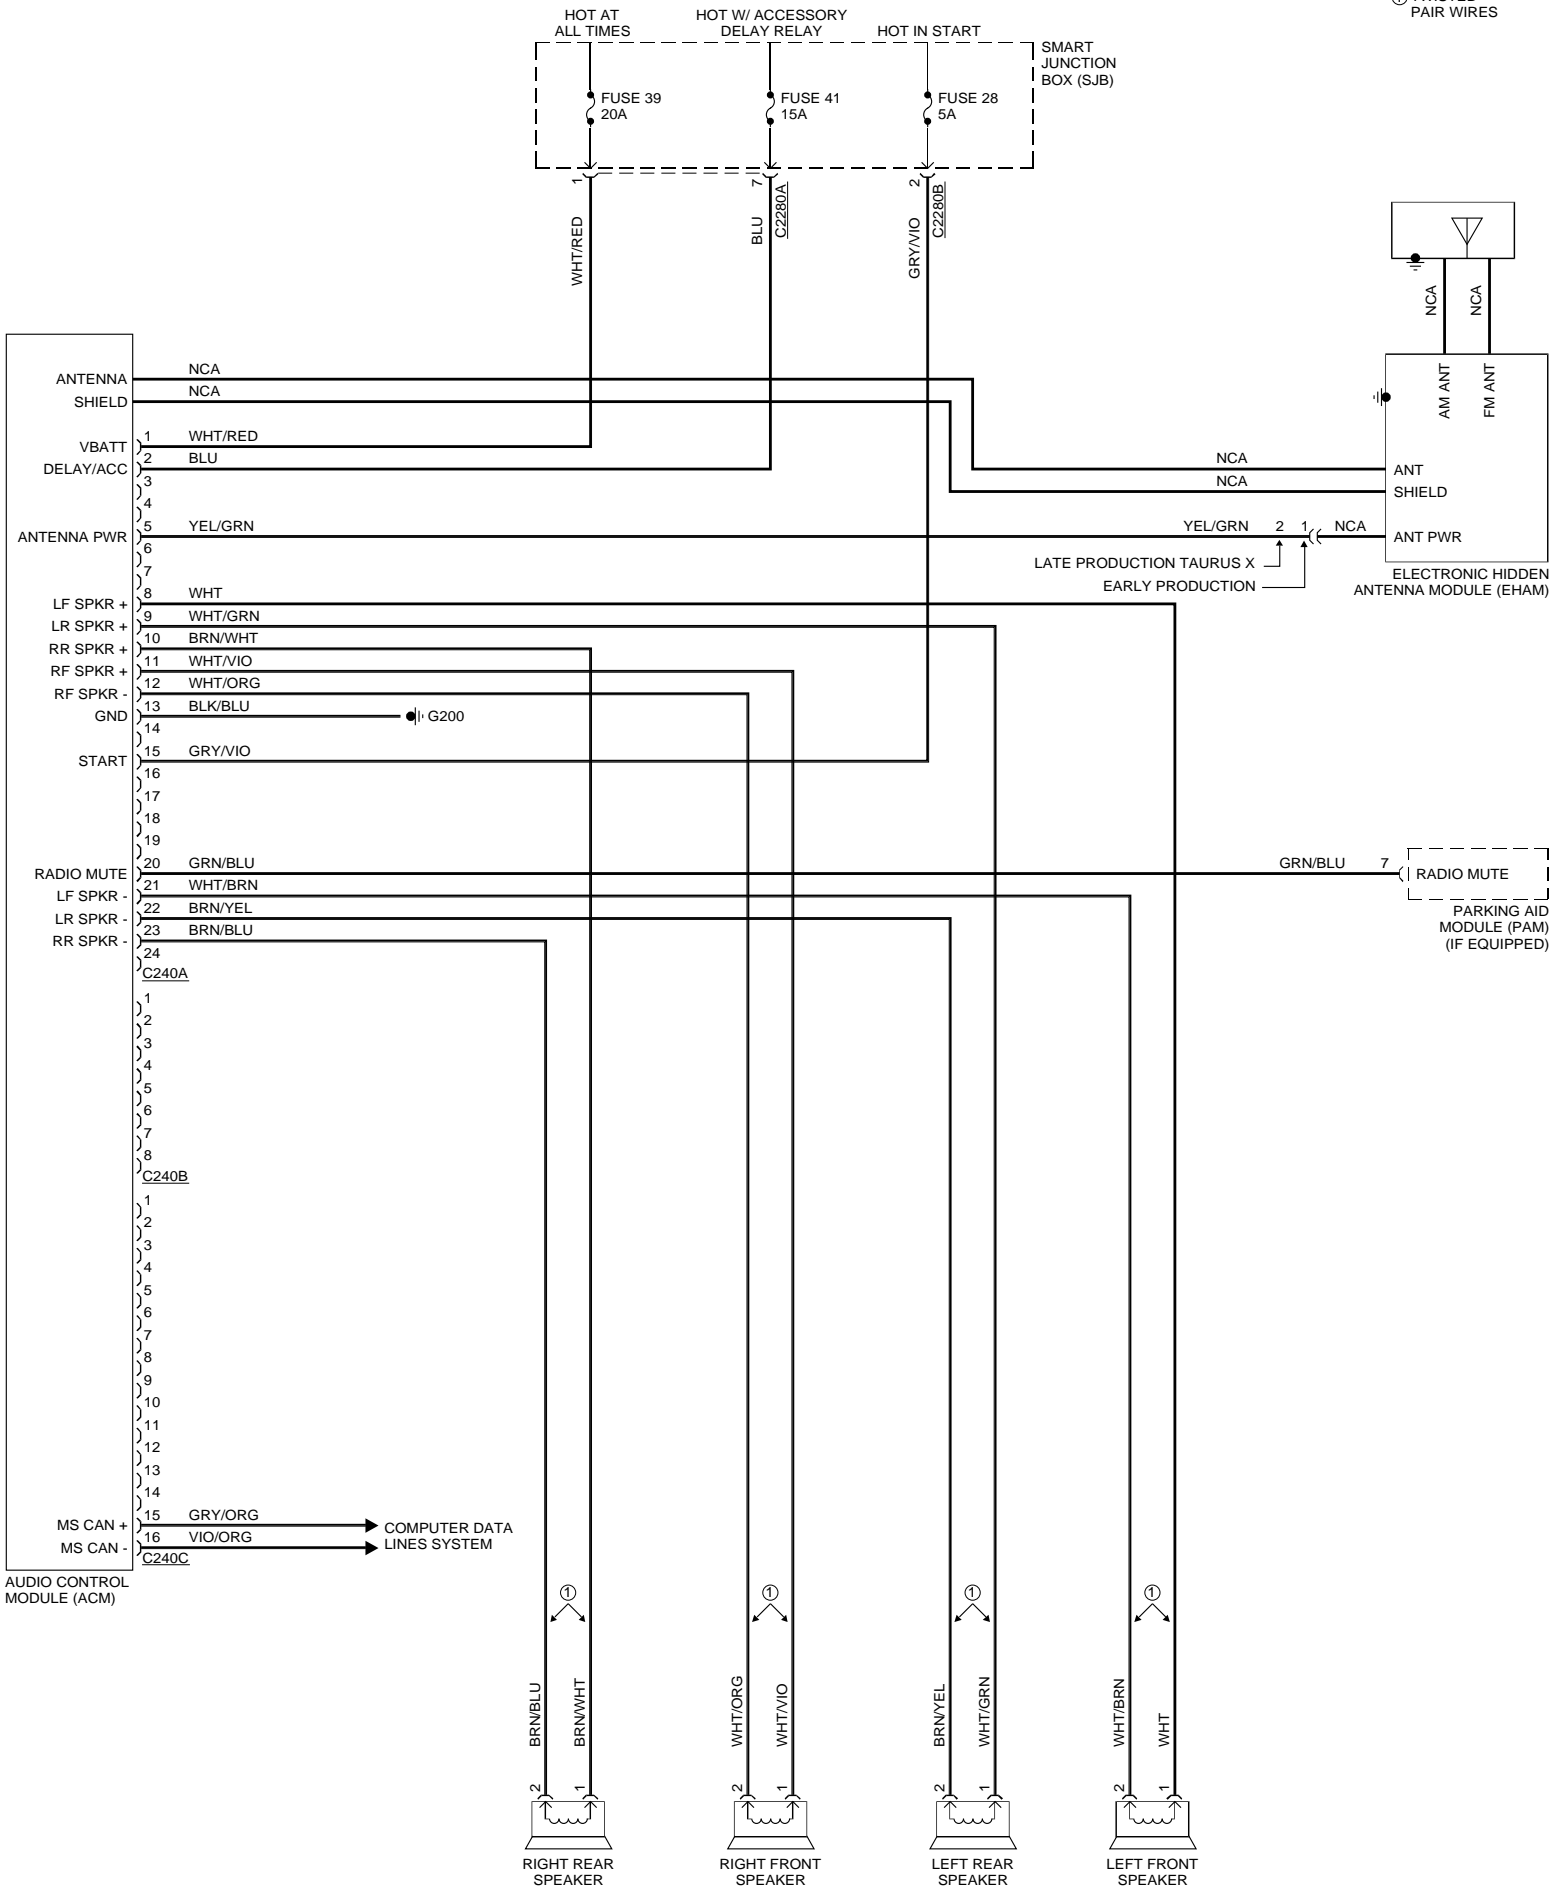 PAIR WIRES
HOT AT
ALL TIMES
HOT W/ ACCESSORY
DELAY RELAY
HOT IN START
SMART
JUNCTION
BOX (SJB)
FUSE 39
20A
FUSE 41
15A
FUSE 28
5A
1
7
C2280A
2
C2280B
WHT/RED
BLU
GRY/VIO
NCA
NCA
AM ANT
FM ANT
ANTENNA
NCA
SHIELD
NCA
VBATT
1
WHT/RED
DELAY/ACC
2
BLU
3
4
ANTENNA PWR
5
YEL/GRN
6
7
LF SPKR +
8
WHT
LR SPKR +
9
WHT/GRN
RR SPKR +
10
BRN/WHT
RF SPKR +
11
WHT/VIO
RF SPKR -
12
WHT/ORG
GND
13
BLK/BLU
G200
14
START
15
GRY/VIO
16
17
18
19
RADIO MUTE
20
GRN/BLU
LF SPKR -
21
WHT/BRN
LR SPKR -
22
BRN/YEL
RR SPKR -
23
BRN/BLU
24
C240A
NCA
ANT
NCA
SHIELD
YEL/GRN
2
1
NCA
ANT PWR
LATE PRODUCTION TAURUS X
EARLY PRODUCTION
ELECTRONIC HIDDEN
ANTENNA MODULE (EHAM)
GRN/BLU
7
RADIO MUTE
PARKING AID
MODULE (PAM)
(IF EQUIPPED)
1
2
3
4
5
6
7
8
C240B
1
2
3
4
5
6
7
8
9
10
11
12
13
14
MS CAN +
15
GRY/ORG
MS CAN -
16
VIO/ORG
C240C
COMPUTER DATA
LINES SYSTEM
AUDIO CONTROL
MODULE (ACM)
1
1
1
1
BRN/BLU
BRN/WHT
WHT/ORG
WHT/VIO
BRN/YEL
WHT/GRN
WHT/BRN
WHT
2
1
2
1
2
1
2
1
RIGHT REAR
SPEAKER
RIGHT FRONT
SPEAKER
LEFT REAR
SPEAKER
LEFT FRONT
SPEAKER